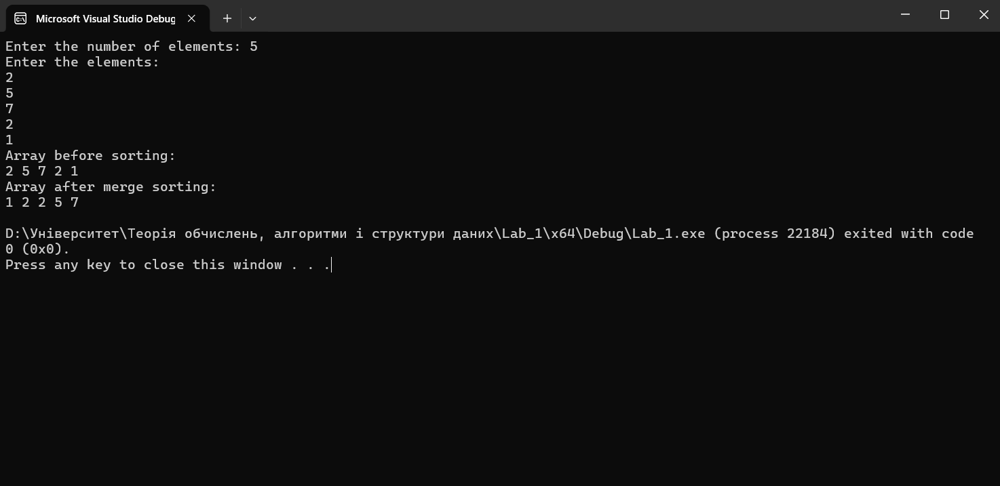 Microsoft Visual Studio Debug
Enter the number of elements: 5
Enter the elements:
2
5
7
2
1
Array before sorting:
2 5 7 2 1
Array after merge sorting:
1 2 2 5 7
D:\Університет\Теорія обчислень, алгоритми і структури даних\Lab_1\x64\Debug\Lab_1.exe (process 22184) exited with code
0 (0x0).
Press any key to close this window . . .